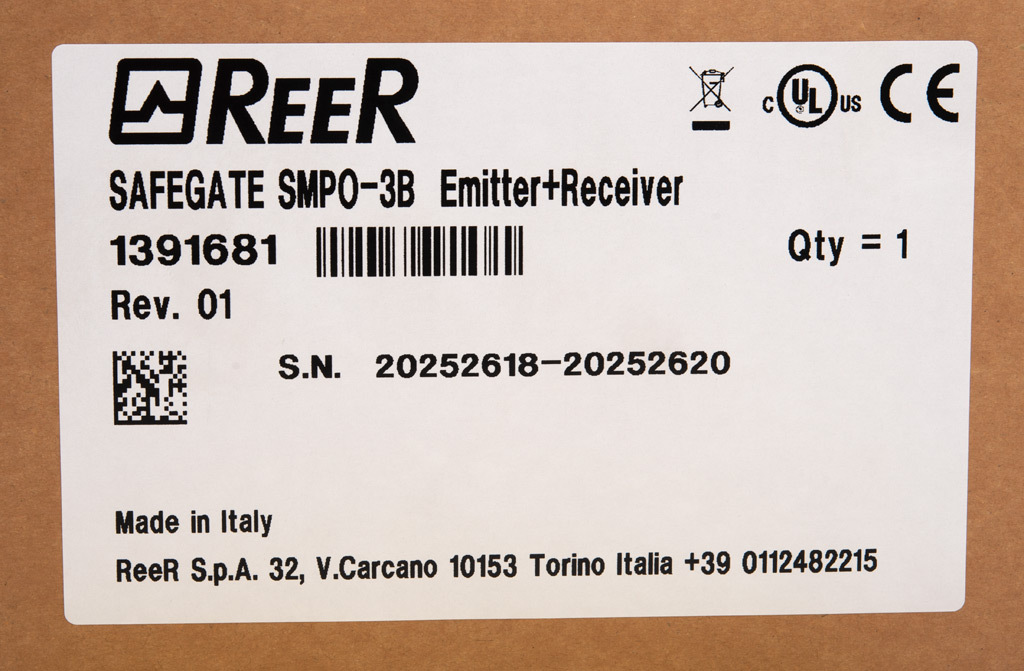 REER
c UL US CE
SAFEGATE SMPO-3B Emitter+Receiver
1391681
Qty = 1
Rev. 01
S.N. 20252618-20252620
Made in Italy
ReeR S.p.A. 32, V.Carcano 10153 Torino Italia +39 0112482215